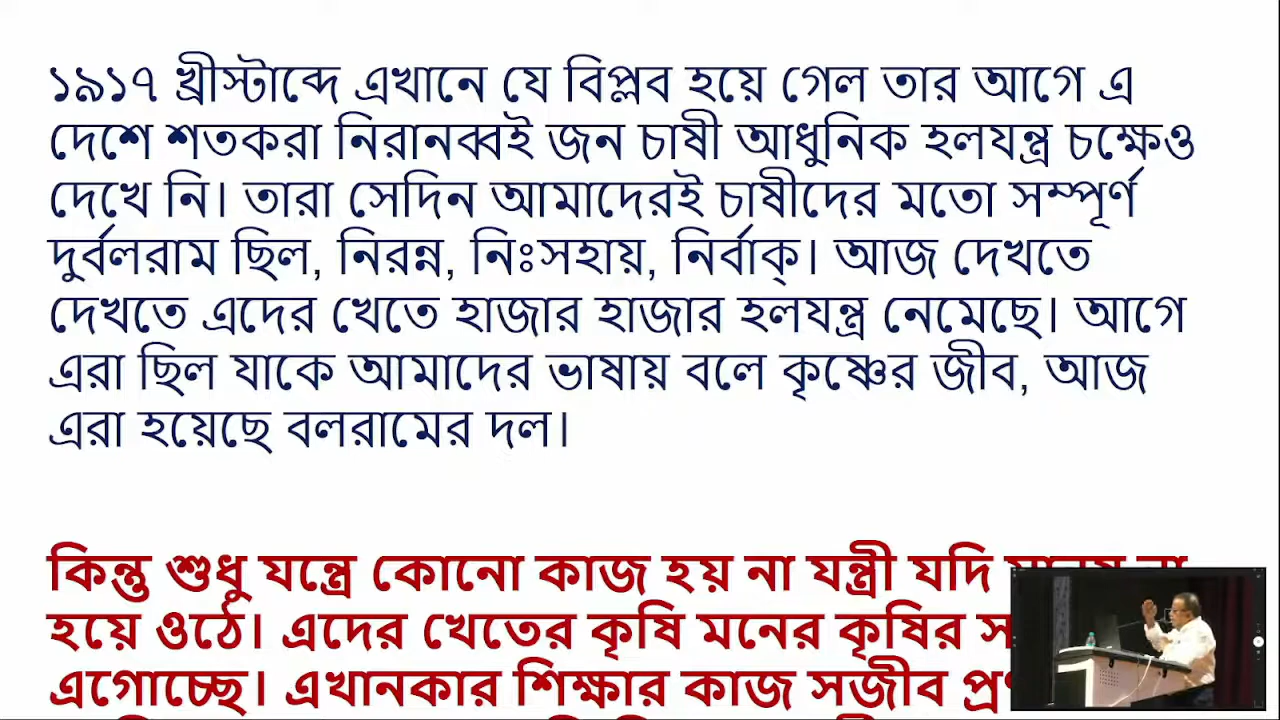 ১৯১৭ খ্রীস্টাব্দে এখানে যে বিপ্লব হয়ে গেল তার আগে এ
দেশে শতকরা নিরানব্বই জন চাষী আধুনিক হলযন্ত্র চক্ষেও
দেখে নি। তারা সেদিন আমাদেরই চাষীদের মতো সম্পূর্ণ
দুর্বলরাম ছিল, নিরন্ন, নিঃসহায়, নির্বাক্। আজ দেখতে
দেখতে এদের খেতে হাজার হাজার হলযন্ত্র নেমেছে। আগে
এরা ছিল যাকে আমাদের ভাষায় বলে কৃষ্ণের জীব, আজ
এরা হয়েছে বলরামের দল।
কিন্তু শুধু যন্ত্রে কোনো কাজ হয় না যন্ত্রী যদি
হয়ে ওঠে। এদের খেতের কৃষি মনের কৃষির
এগোচ্ছে। এখানকার শিক্ষার কাজ সজীব